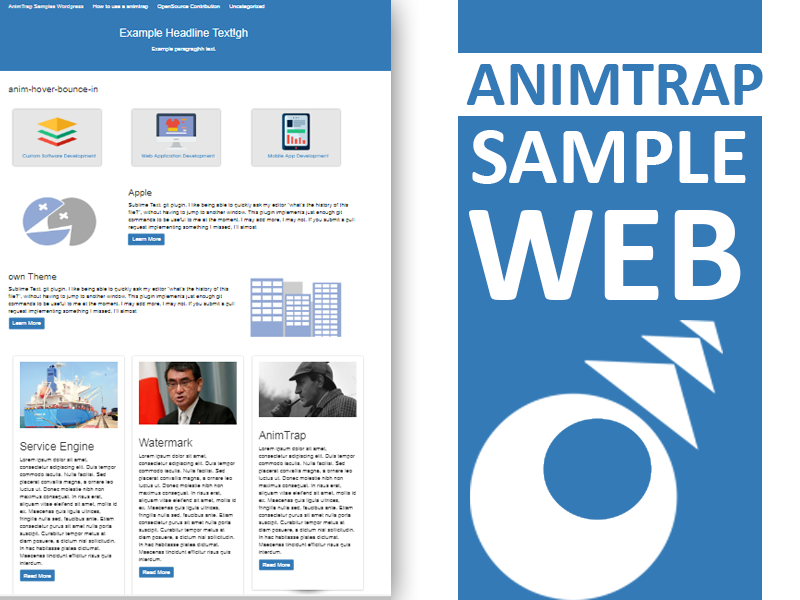 AnimTrap Samples Wordpress How to use a animtrap OpenSource Contribution Uncategorized
Example Headline Text!gh
Example paragraphh text.
anim-hover-bounce-in
Custom Software Development
Web Application Development
Mobile App Development
Apple
Sublime Text: git plugin. I like being able to quickly ask my editor "what's the history of this
file?", without having to jump to another window. This plugin implements just enough git
commands to be useful to me at the moment. I may add more, I may not. If you submit a pull
request implementing something I missed, I'll almost
Learn More
own Theme
Sublime Text: git plugin. I like being able to quickly ask my editor "what's the history of this
file?", without having to jump to another window. This plugin implements just enough git
commands to be useful to me at the moment. I may add more, I may not. If you submit a pull
request implementing something I missed, I'll almost
Learn More
Service Engine
Lorem ipsum dolor sit amet,
consectetur adipiscing elit. Duis tempor
commodo iaculis. Nulla facilisi. Sed
placerat convallis magna, a ornare leo
luctus ut. Donec molestie nibh non
maximus consequat. In risus erat,
aliquam vitae eleifend sit amet, mollis id
ex. Maecenas quis ligula ultrices,
fringilla nulla sed, faucibus ante. Etiam
consectetur purus sit amet nulla porta
suscipit. Curabitur tempor metus at
diam posuere, a dictum nisi sollicitudin.
In hac habitasse platea dictumst.
Maecenas tincidunt efficitur risus quis
interdum.
Read More
Watermark
Lorem ipsum dolor sit amet,
consectetur adipiscing elit. Duis tempor
commodo iaculis. Nulla facilisi. Sed
placerat convallis magna, a ornare leo
luctus ut. Donec molestie nibh non
maximus consequat. In risus erat,
aliquam vitae eleifend sit amet, mollis id
ex. Maecenas quis ligula ultrices,
fringilla nulla sed, faucibus ante. Etiam
consectetur purus sit amet nulla porta
suscipit. Curabitur tempor metus at
diam posuere, a dictum nisi sollicitudin.
In hac habitasse platea dictumst.
Maecenas tincidunt efficitur risus quis
interdum.
Read More
AnimTrap
Lorem ipsum dolor sit amet,
consectetur adipiscing elit. Duis tempor
commodo iaculis. Nulla facilisi. Sed
placerat convallis magna, a ornare leo
luctus ut. Donec molestie nibh non
maximus consequat. In risus erat,
aliquam vitae eleifend sit amet, mollis id
ex. Maecenas quis ligula ultrices,
fringilla nulla sed, faucibus ante. Etiam
consectetur purus sit amet nulla porta
suscipit. Curabitur tempor metus at
diam posuere, a dictum nisi sollicitudin.
In hac habitasse platea dictumst.
Maecenas tincidunt efficitur risus quis
interdum.
Read More
ANIMTRAP
SAMPLE
WEB